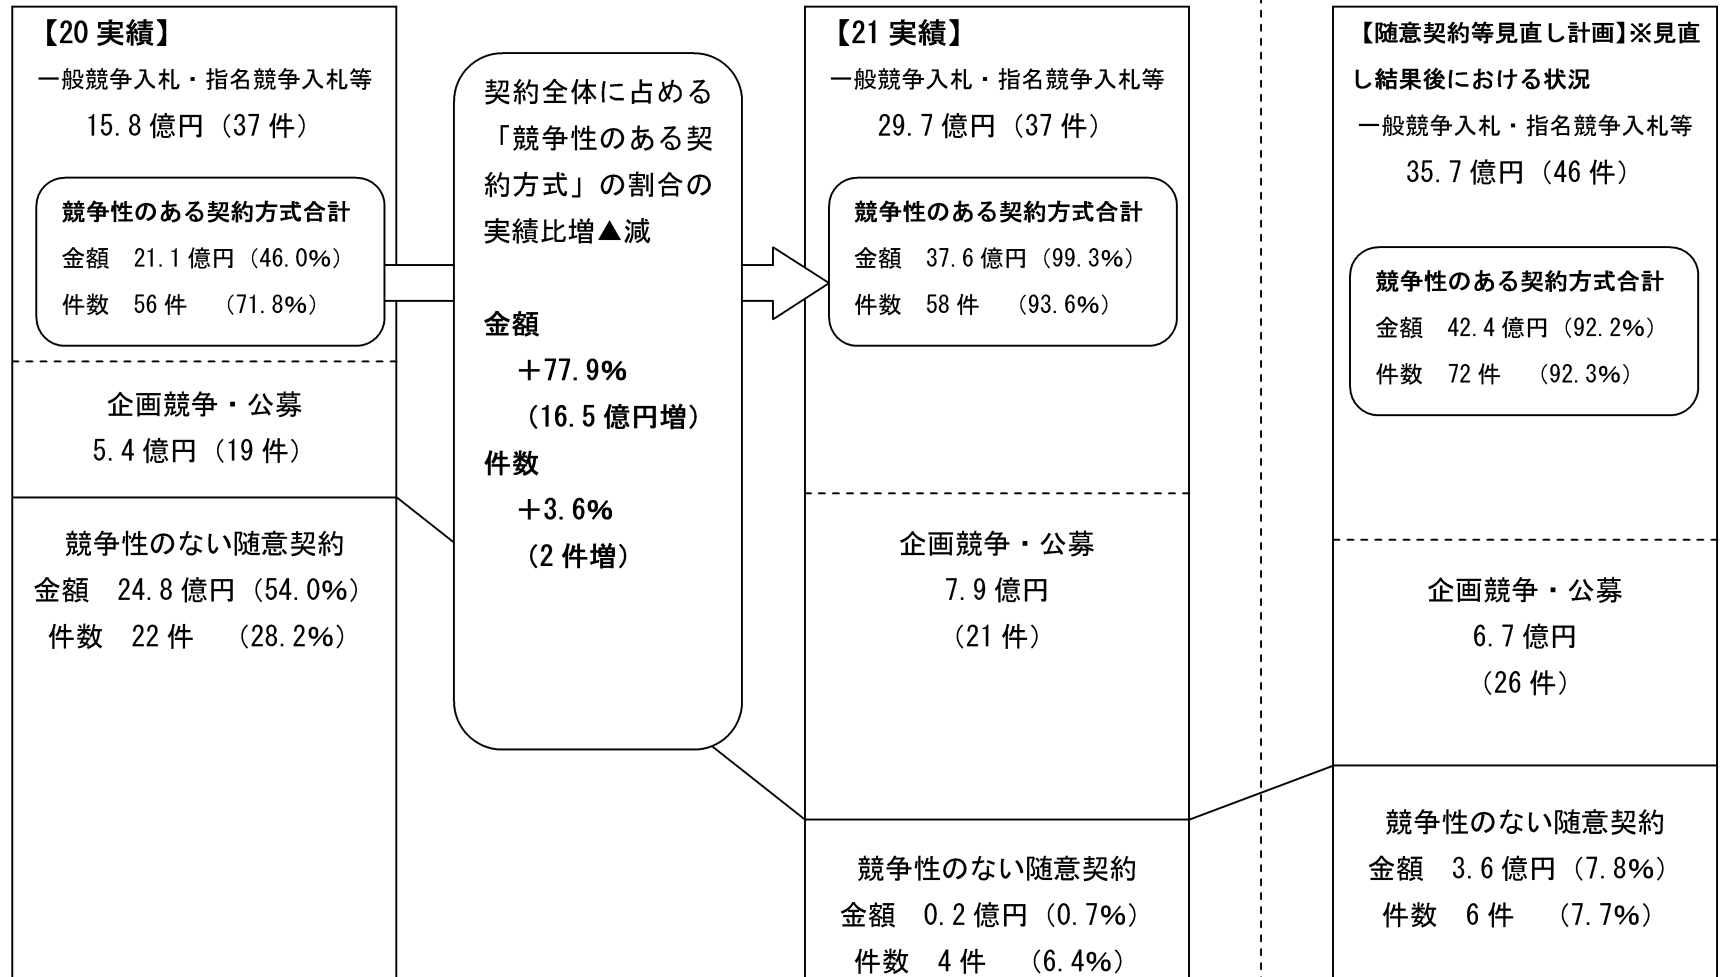 【20 実績】
一般競争入札・指名競争入札等
15.8 億円（37 件）
競争性のある契約方式合計
金額　21.1 億円（46.0%）
件数　56 件　（71.8%）
企画競争・公募
5.4 億円（19 件）
競争性のない随意契約
金額　24.8 億円（54.0%）
件数　22 件　（28.2%）
契約全体に占める
「競争性のある契
約方式」の割合の
実績比増▲減
金額
＋77.9%
（16.5 億円増）
件数
＋3.6%
（2 件増）
【21 実績】
一般競争入札・指名競争入札等
29.7 億円（37 件）
競争性のある契約方式合計
金額　37.6 億円（99.3%）
件数　58 件　（93.6%）
企画競争・公募
7.9 億円
（21 件）
競争性のない随意契約
金額　0.2 億円（0.7%）
件数　4 件　（6.4%）
【随意契約等見直し計画】※見直
し結果後における状況
一般競争入札・指名競争入札等
35.7 億円（46 件）
競争性のある契約方式合計
金額　42.4 億円（92.2%）
件数　72 件　（92.3%）
企画競争・公募
6.7 億円
（26 件）
競争性のない随意契約
金額　3.6 億円（7.8%）
件数　6 件　（7.7%）